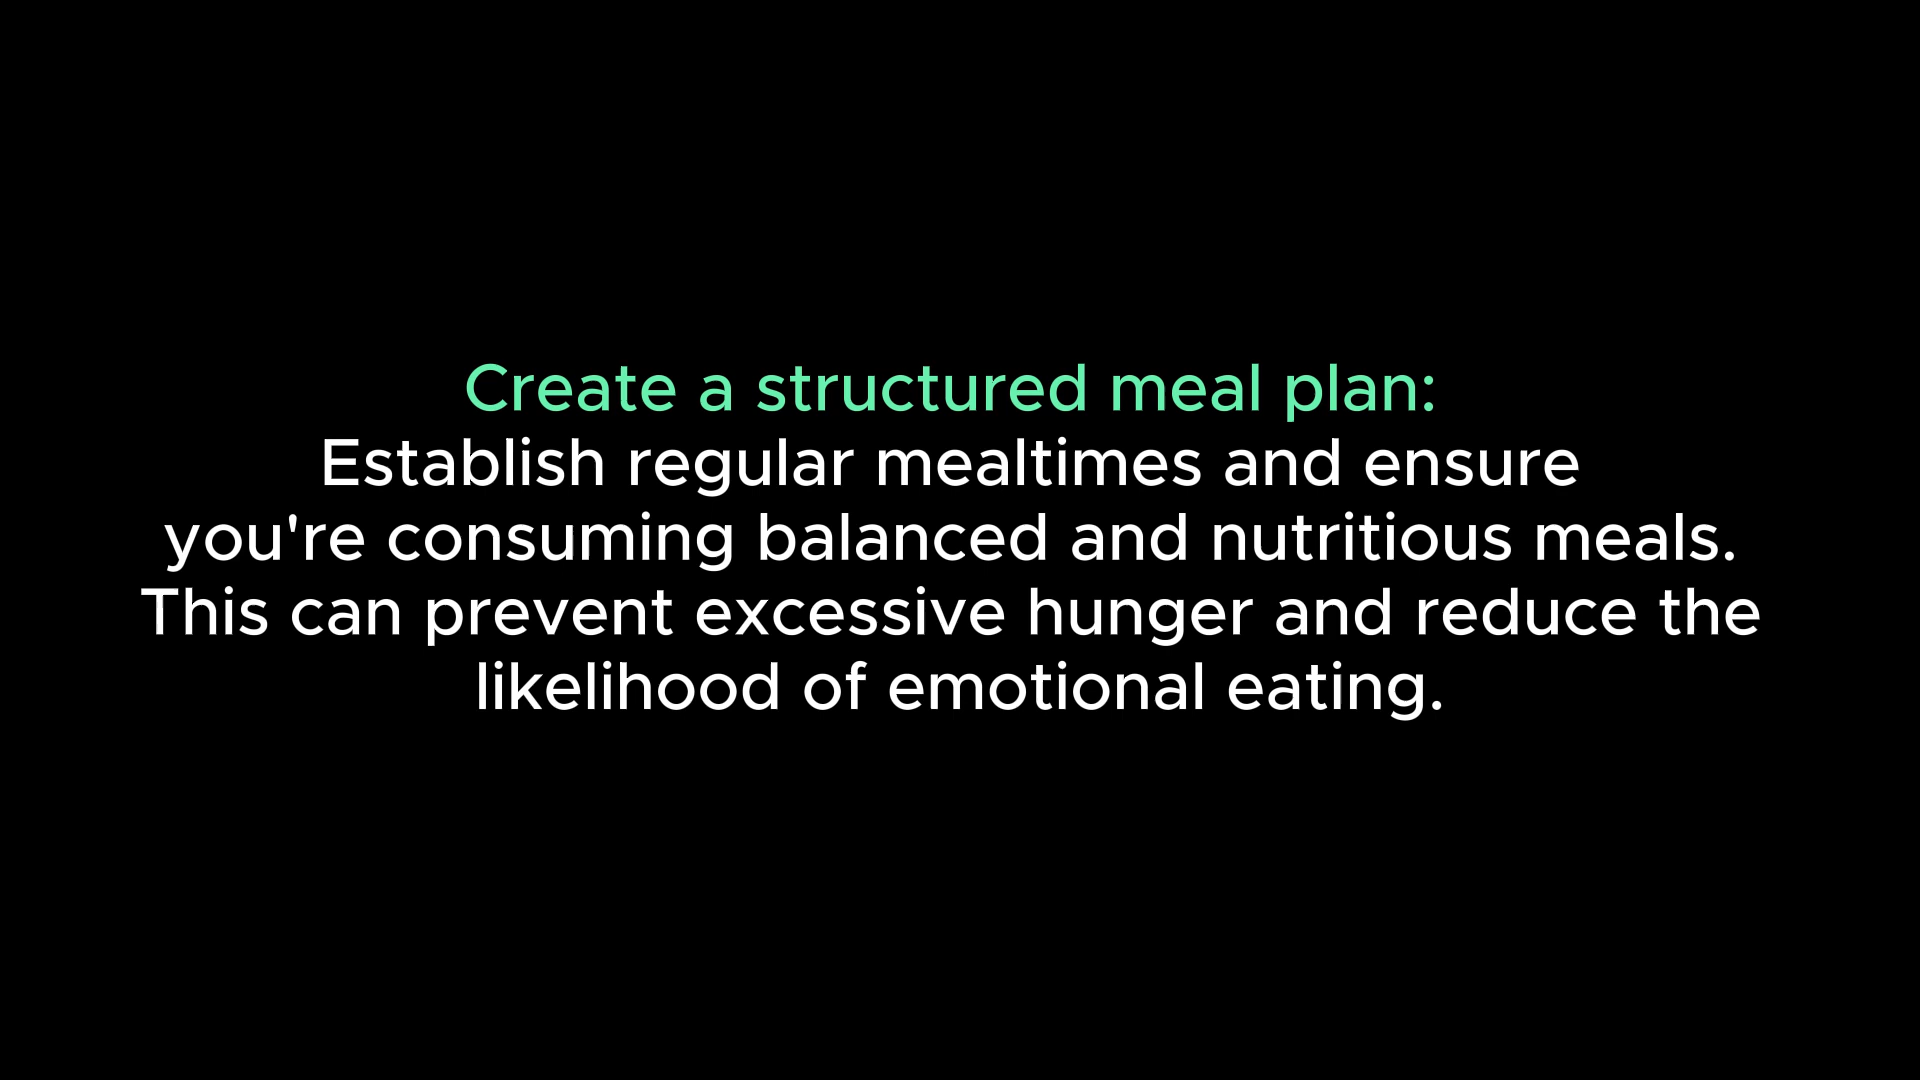 Create a structured meal plan:
Establish regular mealtimes and ensure
you're consuming balanced and nutritious meals.
This can prevent excessive hunger and reduce the
likelihood of emotional eating.